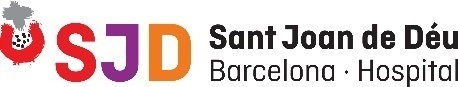 SJD
Sant Joan de Déu
Barcelona · Hospital